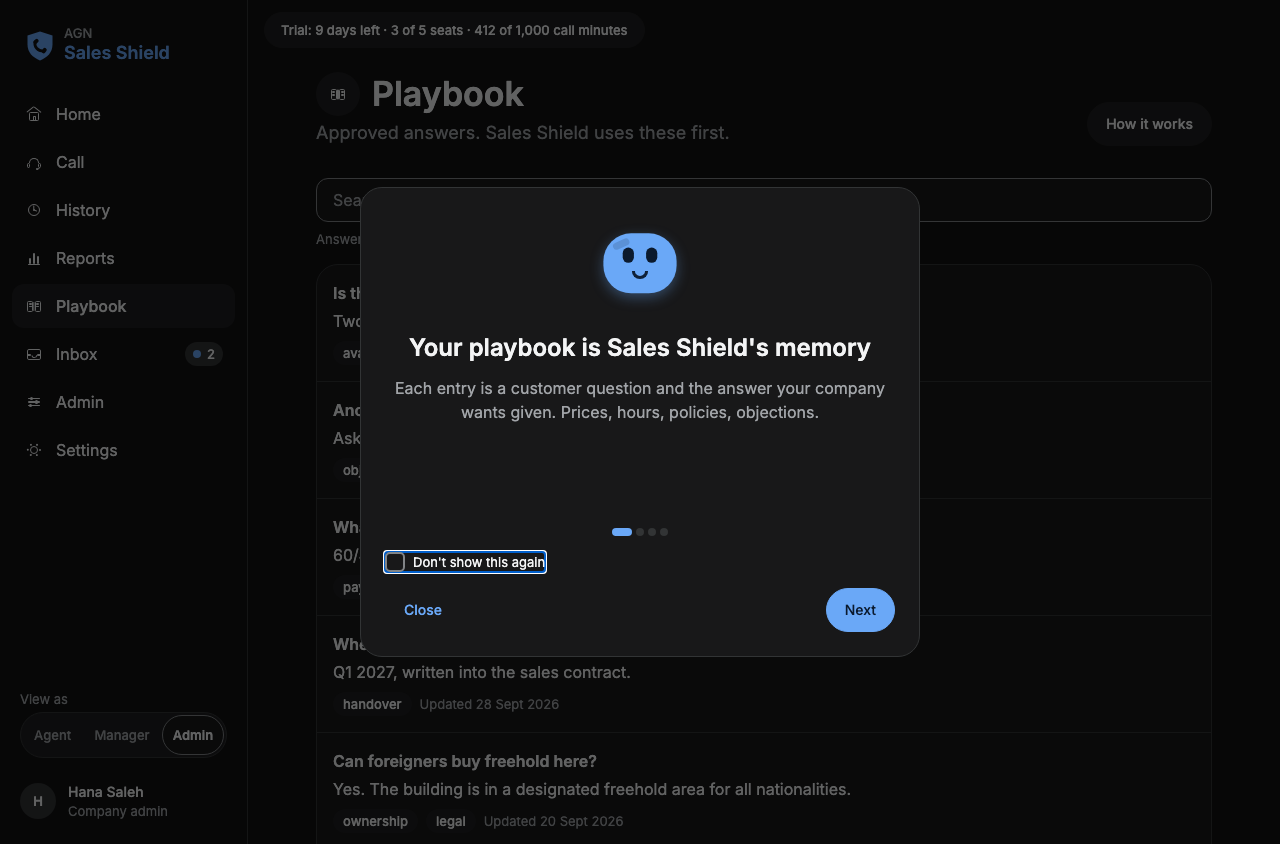 AGN
Sales Shield
Home
Call
History
Reports
Playbook
Inbox
2
Admin
Settings
View as
Agent
Manager
Admin
H
Hana Saleh
Company admin
Trial: 9 days left · 3 of 5 seats · 412 of 1,000 call minutes
Playbook
Approved answers. Sales Shield uses these first.
How it works
Your playbook is Sales Shield's memory
Each entry is a customer question and the answer your company
wants given. Prices, hours, policies, objections.
Don't show this again
Close
Next
Q1 2027, written into the sales contract.
handover Updated 28 Sept 2026
Can foreigners buy freehold here?
Yes. The building is in a designated freehold area for all nationalities.
ownership legal Updated 20 Sept 2026